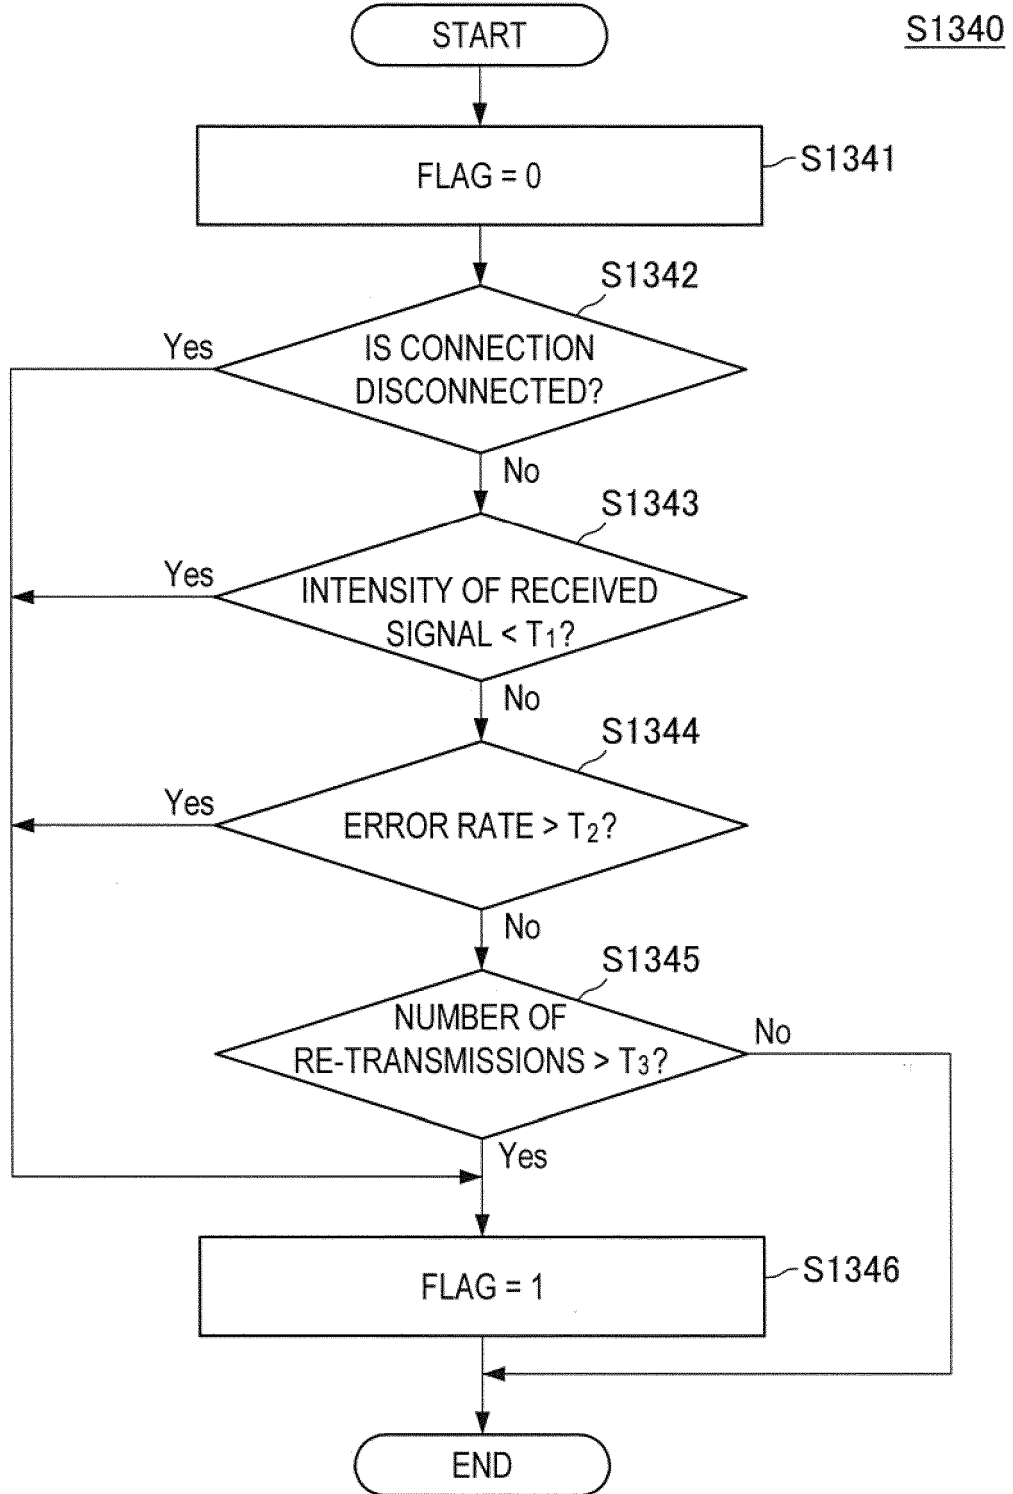 START
S1340
FLAG = 0
S1341
S1342
Yes
IS CONNECTION
DISCONNECTED?
No
S1343
Yes
INTENSITY OF RECEIVED
SIGNAL < T1?
No
S1344
Yes
ERROR RATE > T2?
No
S1345
NUMBER OF
RE-TRANSMISSIONS > T3?
No
Yes
FLAG = 1
S1346
END